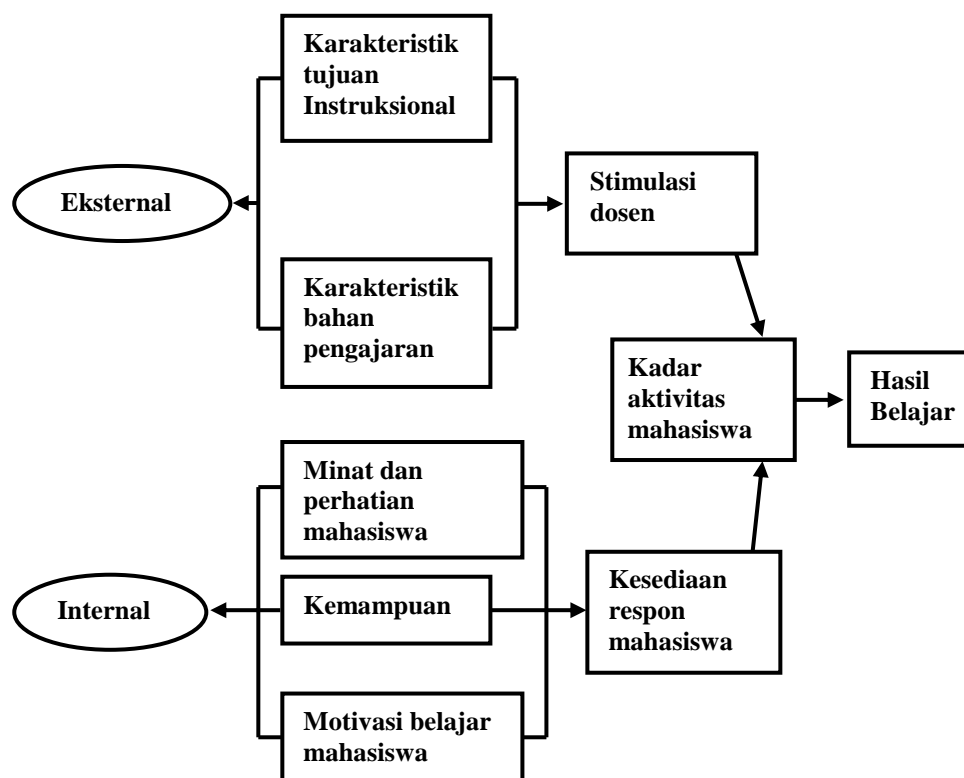 Karakteristik
tujuan
Instruksional
Eksternal
Stimulasi
dosen
Karakteristik
bahan
pengajaran
Kadar
aktivitas
mahasiswa
Hasil
Belajar
Minat dan
perhatian
mahasiswa
Internal
Kemampuan
Kesediaan
respon
mahasiswa
Motivasi belajar
mahasiswa